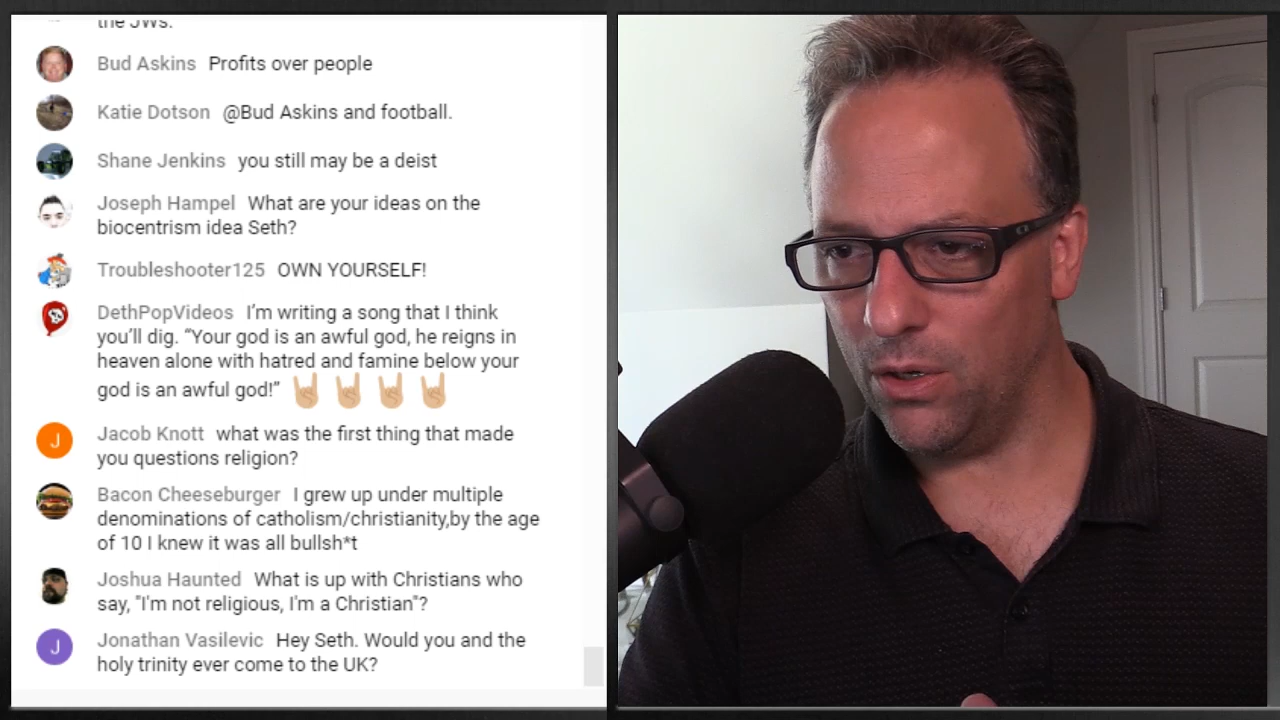 the JWs.
Bud Askins Profits over people
Katie Dotson @Bud Askins and football.
Shane Jenkins you still may be a deist
Joseph Hampel What are your ideas on the
biocentrism idea Seth?
Troubleshooter125 OWN YOURSELF!
DethPopVideos I’m writing a song that I think
you’ll dig. “Your god is an awful god, he reigns in
heaven alone with hatred and famine below your
god is an awful god!” 🤘🏼 🤘🏼 🤘🏼 🤘🏼
J
Jacob Knott what was the first thing that made
you questions religion?
Bacon Cheeseburger I grew up under multiple
denominations of catholism/christianity,by the age
of 10 I knew it was all bullsh*t
Joshua Haunted What is up with Christians who
say, "I'm not religious, I'm a Christian"?
J
Jonathan Vasilevic Hey Seth. Would you and the
holy trinity ever come to the UK?